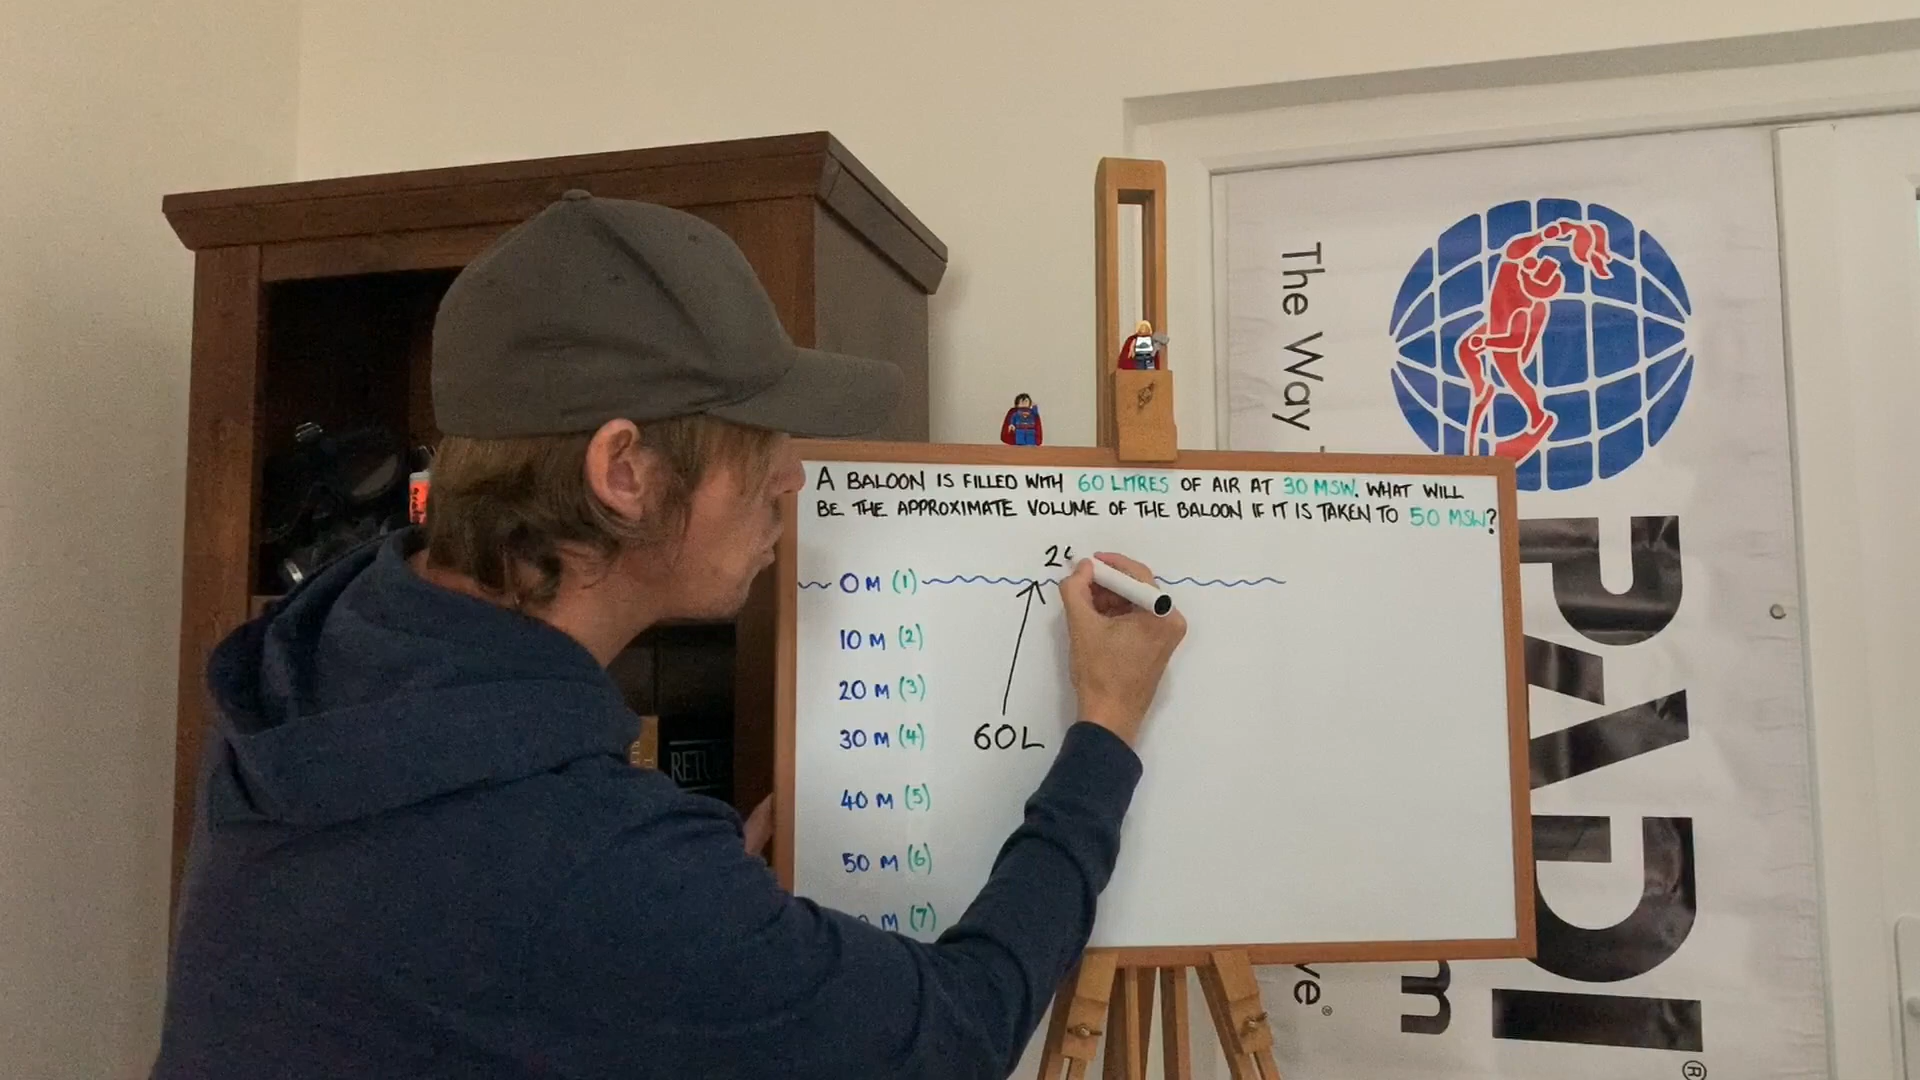 A BALOON IS FILLED WITH 60 LITRES OF AIR AT 30 MSW. WHAT WILL
BE THE APPROXIMATE VOLUME OF THE BALOON IF IT IS TAKEN TO 50 MSW?
0 M (1)
10 M (2)
20 M (3)
30 M (4)
60L
40 M (5)
50 M (6)
M (7)
The Way
PADI
®